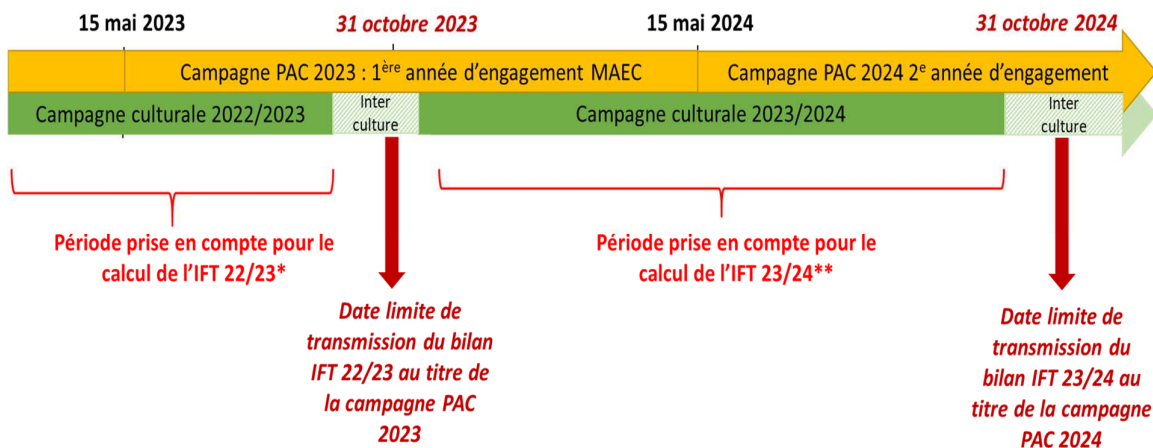 15 mai 2023
31 octobre 2023
15 mai 2024
31 octobre 2024
Campagne PAC 2023 : 1ère année d'engagement MAEC
Campagne PAC 2024 2e année d'engagement
Campagne culturale 2022/2023
Inter
culture
Campagne culturale 2023/2024
Inter
culture
Période prise en compte pour le
calcul de l'IFT 22/23*
Période prise en compte pour le
calcul de l'IFT 23/24**
Date limite de
transmission du bilan
IFT 22/23 au titre de
la campagne PAC
2023
Date limite de
transmission du
bilan IFT 23/24 au
titre de la campagne
PAC 2024